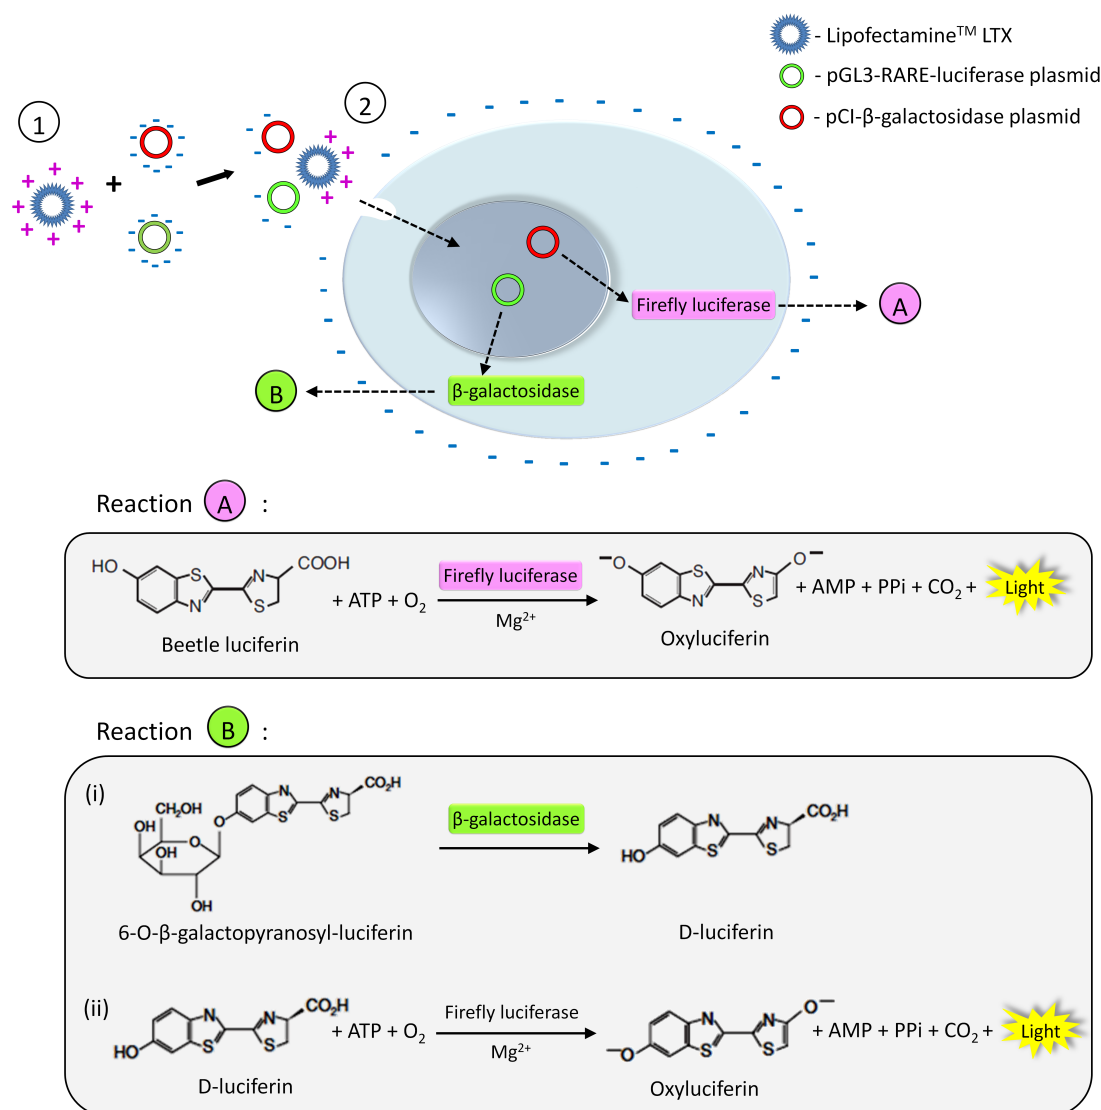 - Lipofectamine™ LTX
- pGL3-RARE-luciferase plasmid
- pCI-β-galactosidase plasmid
1
2
+
Firefly luciferase
A
B
β-galactosidase
Reaction A :
HO
S
N
N
S
COOH
Beetle luciferin
+ ATP + O₂
Firefly luciferase
Mg²⁺
O
S
N
N
S
O
Oxyluciferin
+ AMP + PPi + CO₂ +
Light
Reaction B :
(i)
CH₂OH
OH
OH
O
OH
O
N
S
N
S
CO₂H
6-O-β-galactopyranosyl-luciferin
β-galactosidase
HO
N
S
N
S
CO₂H
D-luciferin
(ii)
HO
N
S
N
S
CO₂H
D-luciferin
+ ATP + O₂
Firefly luciferase
Mg²⁺
O
N
S
N
S
O
Oxyluciferin
+ AMP + PPi + CO₂ +
Light